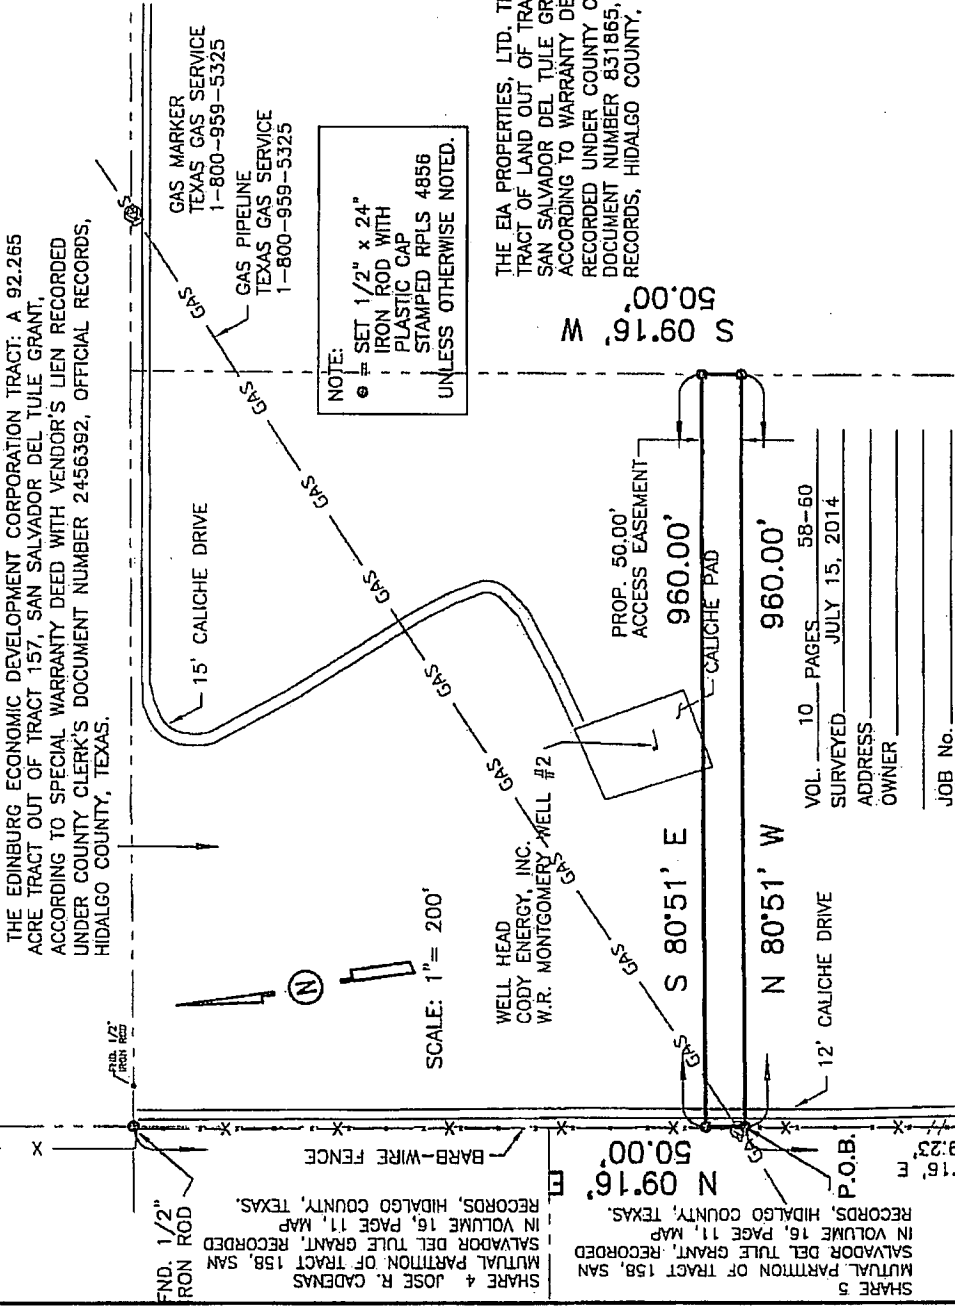 THE EDINBURG ECONOMIC DEVELOPMENT CORPORATION TRACT: A 92.265
ACRE TRACT OUT OF TRACT 157, SAN SALVADOR DEL TULE GRANT,
ACCORDING TO SPECIAL WARRANTY DEED WITH VENDOR'S LIEN RECORDED
UNDER COUNTY CLERK'S DOCUMENT NUMBER 2456392, OFFICIAL RECORDS,
HIDALGO COUNTY, TEXAS.
FND. 1/2"
IRON ROD
15' CALICHE DRIVE
GAS MARKER
TEXAS GAS SERVICE
1-800-959-5325
GAS PIPELINE
TEXAS GAS SERVICE
1-800-959-5325
S
GAS
GAS
GAS
GAS
GAS
GAS
GAS
GAS
GAS
GAS
NOTE:
= SET 1/2" x 24"
IRON ROD WITH
PLASTIC CAP
STAMPED RPLS 4856
UNLESS OTHERWISE NOTED.
N
SCALE: 1"= 200'
WELL HEAD
CODY ENERGY, INC.
W.R. MONTGOMERY WELL #2
THE EIA PROPERTIES, LTD.
TRACT OF LAND OUT OF
SAN SALVADOR DEL TULE
ACCORDING TO WARRANTY
RECORDED UNDER COUNTY
DOCUMENT NUMBER 831865,
RECORDS, HIDALGO COUNTY,
S 09°16' W
50.00'
PROP. 50.00'
ACCESS EASEMENT
CALICHE PAD
S 80°51' E
960.00'
N 80°51' W
960.00'
12' CALICHE DRIVE
VOL. 10 PAGES 58-60
SURVEYED JULY 15, 2014
ADDRESS
OWNER
JOB No.
X
X
X
X
X
X
FND. 1/2"
IRON ROD
BARB-WIRE FENCE
SHARE 4 JOSE R. CADENAS
MUTUAL PARTITION OF TRACT 158, SAN
SALVADOR DEL TULE GRANT, RECORDED
IN VOLUME 16, PAGE 11, MAP
RECORDS, HIDALGO COUNTY, TEXAS.
N 09°16' E
50.00'
P.O.B.
16' E
9.23'
SHARE 5
MUTUAL PARTITION OF TRACT 158, SAN
SALVADOR DEL TULE GRANT, RECORDED
IN VOLUME 16, PAGE 11, MAP
RECORDS, HIDALGO COUNTY, TEXAS.